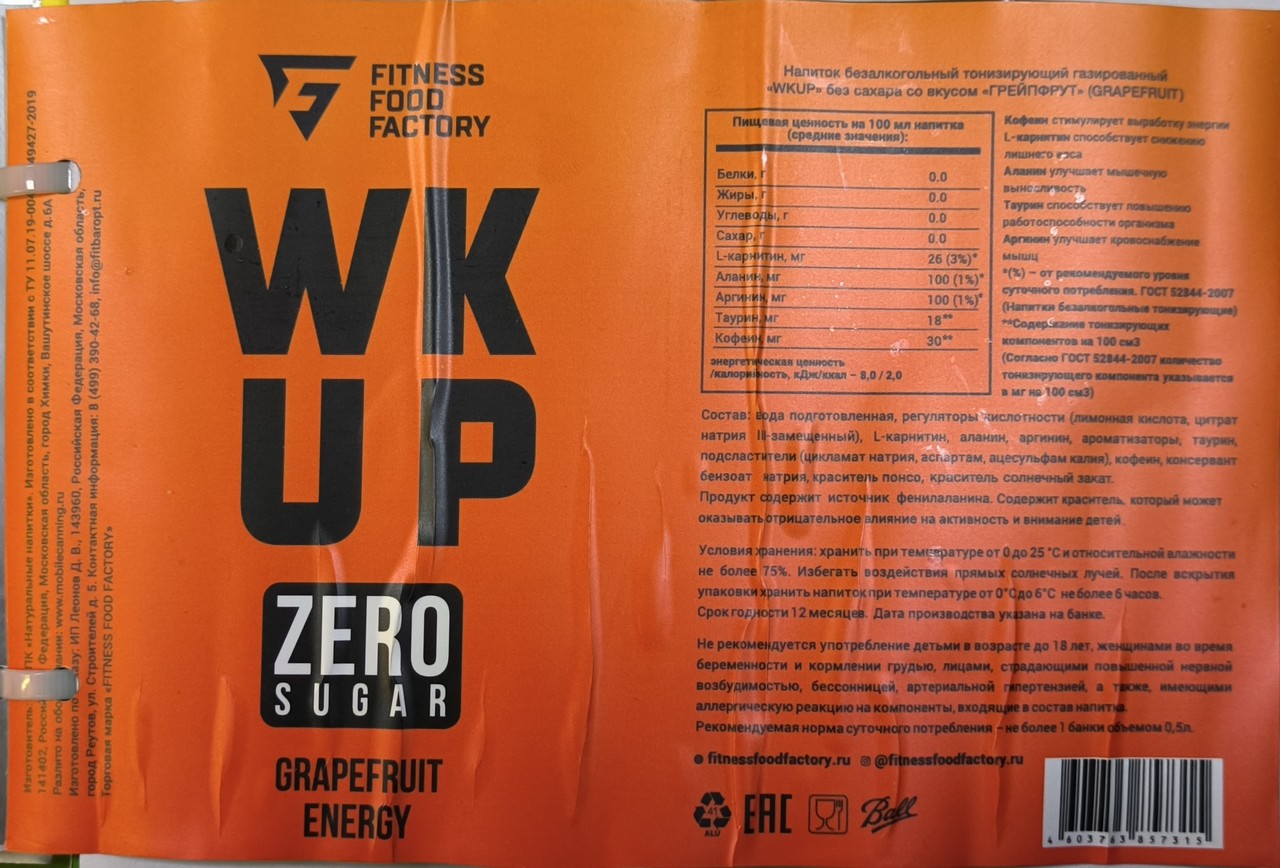 Изготовитель: ПК «Натуральные напитки». Изготовлено в соответствии с ТУ 11.07.19-00 49427-2019
141402, Росси Федерация, Московская область, город Химки, Вашутинское шоссе д. 6А
Разлито на обо ании: www.mobilecanning.ru
Изготовлено по азу: ИП Леонов Д. В., 143960, Российская Федерация, Московская область,
город Реутов, ул. Строителей д. 5. Контактная информация: 8 (499) 390-42-68, info@fitbaropt.ru
Торговая марка «FITNESS FOOD FACTORY»
FITNESS
FOOD
FACTORY
WK
UP
ZERO
SUGAR
GRAPEFRUIT
ENERGY
Напиток безалкогольный тонизирующий газированный
«WKUP» без сахара со вкусом «ГРЕЙПФРУТ» (GRAPEFRUIT)
Пищевая ценность на 100 мл напитка
(средние значения):
Белки, г 0.0
Жиры, г 0.0
Углеводы, г 0.0
Сахар, г 0.0
L-карнитин, мг 26 (3%)*
Аланин, мг 100 (1%)*
Аргинин, мг 100 (1%)*
Таурин, мг 18**
Кофеин, мг 30**
энергетическая ценность
/калорийность, кДж/ккал – 8,0 / 2,0
Кофеин стимулирует выработку энергии
L-карнитин способствует снижению
лишнего веса
Аланин улучшает мышечную
выносливость
Таурин способствует повышению
работоспособности организма
Аргинин улучшает кровоснабжение
мышц
*(%) – от рекомендуемого уровня
суточного потребления. ГОСТ 52844-2007
(Напитки безалкогольные тонизирующие)
**Содержание тонизирующих
компонентов на 100 см3
(Согласно ГОСТ 52844-2007 количество
тонизирующего компонента указывается
в мг на 100 см3)
Состав: вода подготовленная, регуляторы кислотности (лимонная кислота, цитрат
натрия III-замещенный), L-карнитин, аланин, аргинин, ароматизаторы, таурин,
подсластители (цикламат натрия, аспартам, ацесульфам калия), кофеин, консервант
бензоат натрия, краситель понсо, краситель солнечный закат.
Продукт содержит источник фенилаланина. Содержит краситель, который может
оказывать отрицательное влияние на активность и внимание детей.
Условия хранения: хранить при температуре от 0 до 25 °С и относительной влажности
не более 75%. Избегать воздействия прямых солнечных лучей. После вскрытия
упаковки хранить напиток при температуре от 0°С до 6°С не более 6 часов.
Срок годности 12 месяцев. Дата производства указана на банке.
Не рекомендуется употребление детьми в возрасте до 18 лет, женщинами во время
беременности и кормлении грудью, лицами, страдающими повышенной нервной
возбудимостью, бессонницей, артериальной гипертензией, а также, имеющими
аллергическую реакцию на компоненты, входящие в состав напитка.
Рекомендуемая норма суточного потребления – не более 1 банки объемом 0,5л.
fitnessfoodfactory.ru @fitnessfoodfactory.ru
41
ALU
EAC
Ball
4 603763 857315